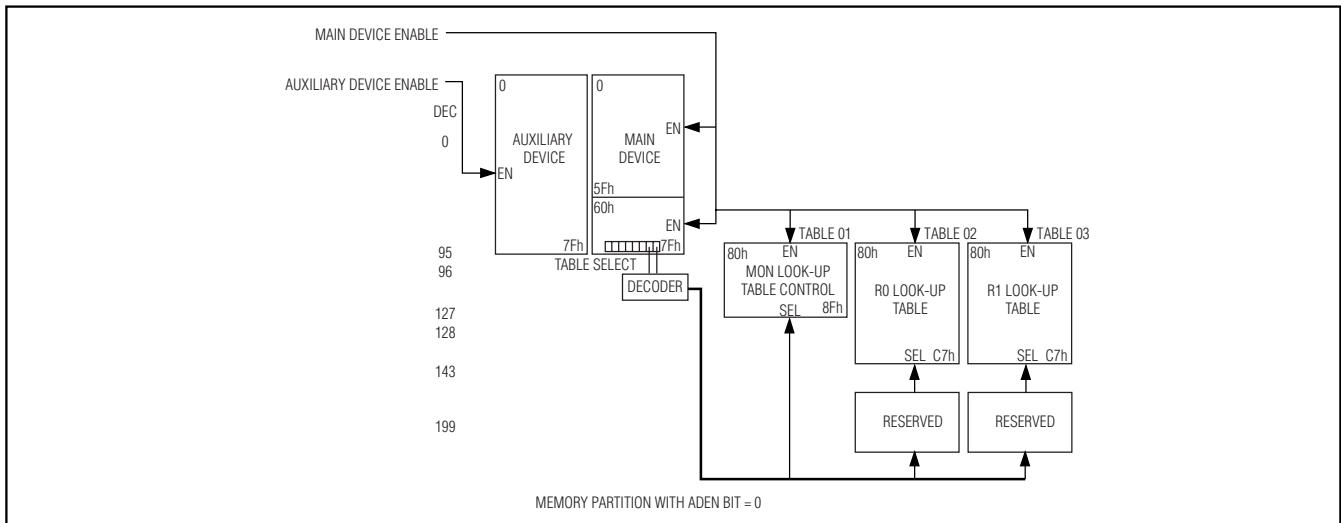 MAIN DEVICE ENABLE
AUXILIARY DEVICE ENABLE
DEC
0
95
96
127
128
143
199
0
AUXILIARY
DEVICE
EN
7Fh
0
EN
MAIN
DEVICE
5Fh
60h
EN
7Fh
TABLE SELECT
DECODER
TABLE 01
80h
EN
MON LOOK-UP
TABLE CONTROL
SEL
8Fh
TABLE 02
80h
EN
R0 LOOK-UP
TABLE
SEL C7h
RESERVED
TABLE 03
80h
EN
R1 LOOK-UP
TABLE
SEL C7h
RESERVED
MEMORY PARTITION WITH ADEN BIT = 0